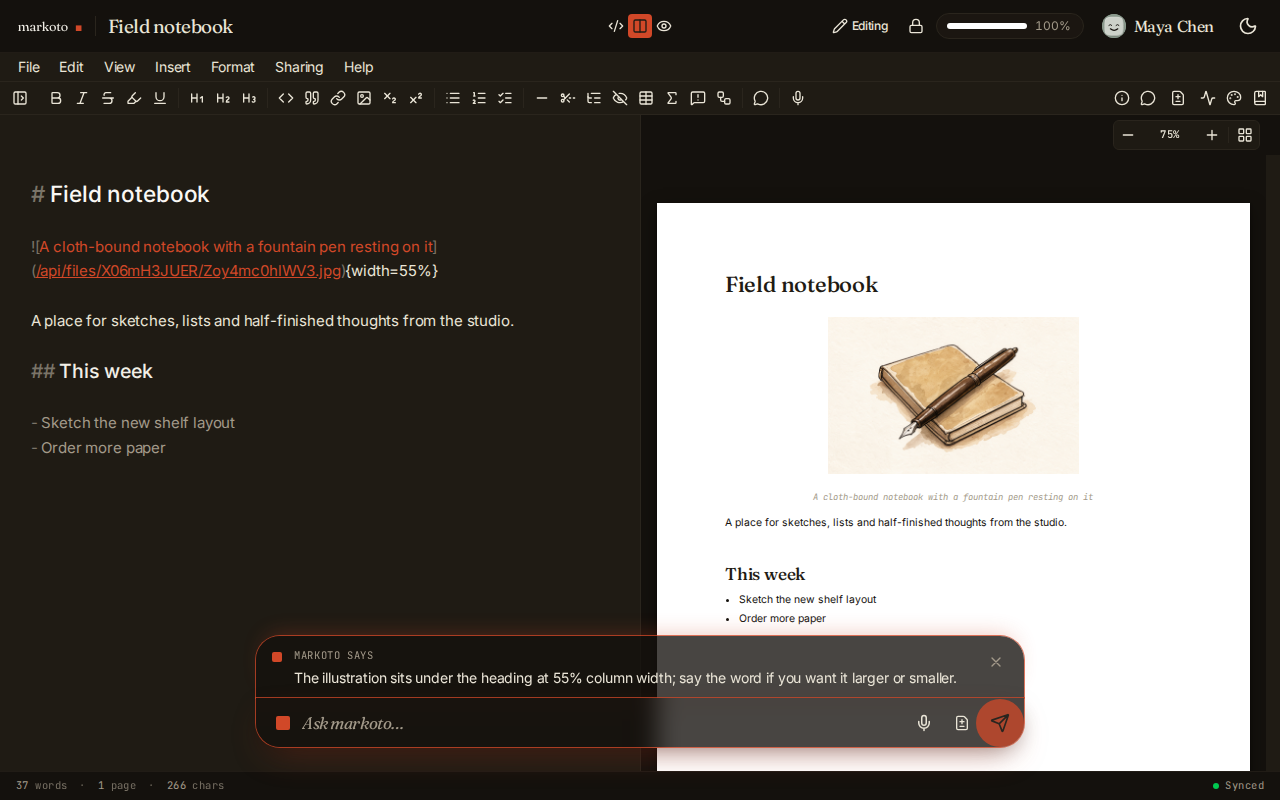 markoto
Field notebook
Editing
100%
Maya Chen
File Edit View Insert Format Sharing Help
B I S U H1 H2 H3 X2 X2
75%
# Field notebook
![A cloth-bound notebook with a fountain pen resting on it]
(/api/files/X06mH3JUER/Zoy4mc0hIWV3.jpg){width=55%}
A place for sketches, lists and half-finished thoughts from the studio.
## This week
- Sketch the new shelf layout
- Order more paper
Field notebook
A cloth-bound notebook with a fountain pen resting on it
A place for sketches, lists and half-finished thoughts from the studio.
This week
• Sketch the new shelf layout
• Order more paper
MARKOTO SAYS
The illustration sits under the heading at 55% column width; say the word if you want it larger or smaller.
Ask markoto...
37 words · 1 page · 266 chars
Synced